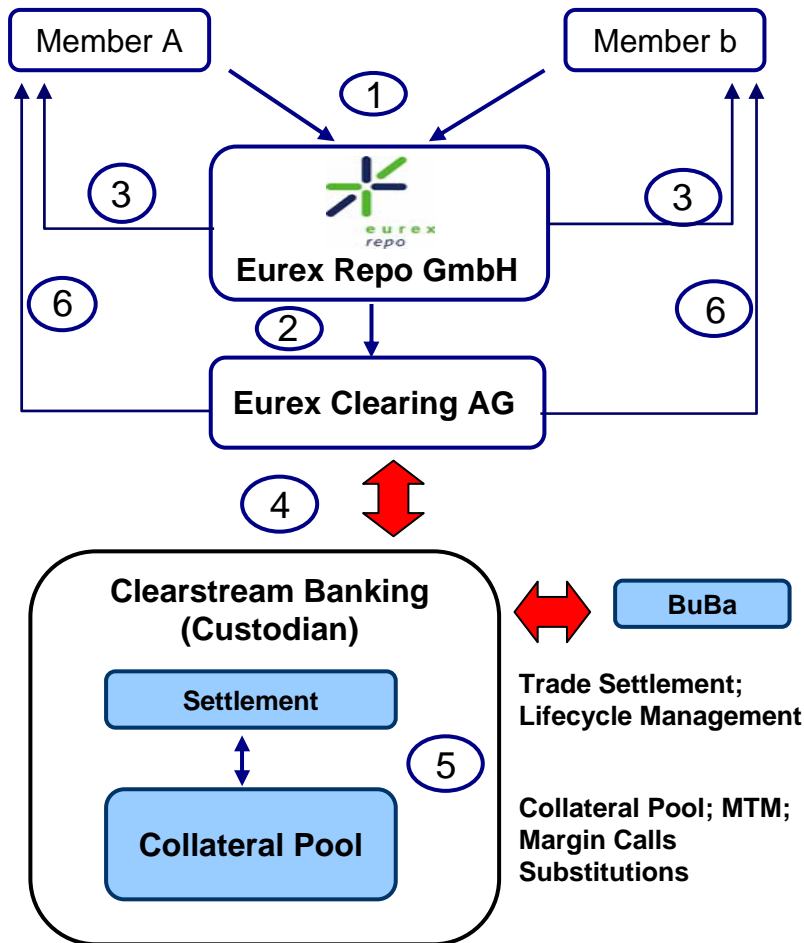 Member A
Member b
1
3
eurex
repo
3
Eurex Repo GmbH
6
2
6
Eurex Clearing AG
4
Clearstream Banking
(Custodian)
BuBa
Settlement
Trade Settlement;
Lifecycle Management
5
Collateral Pool
Collateral Pool; MTM;
Margin Calls
Substitutions